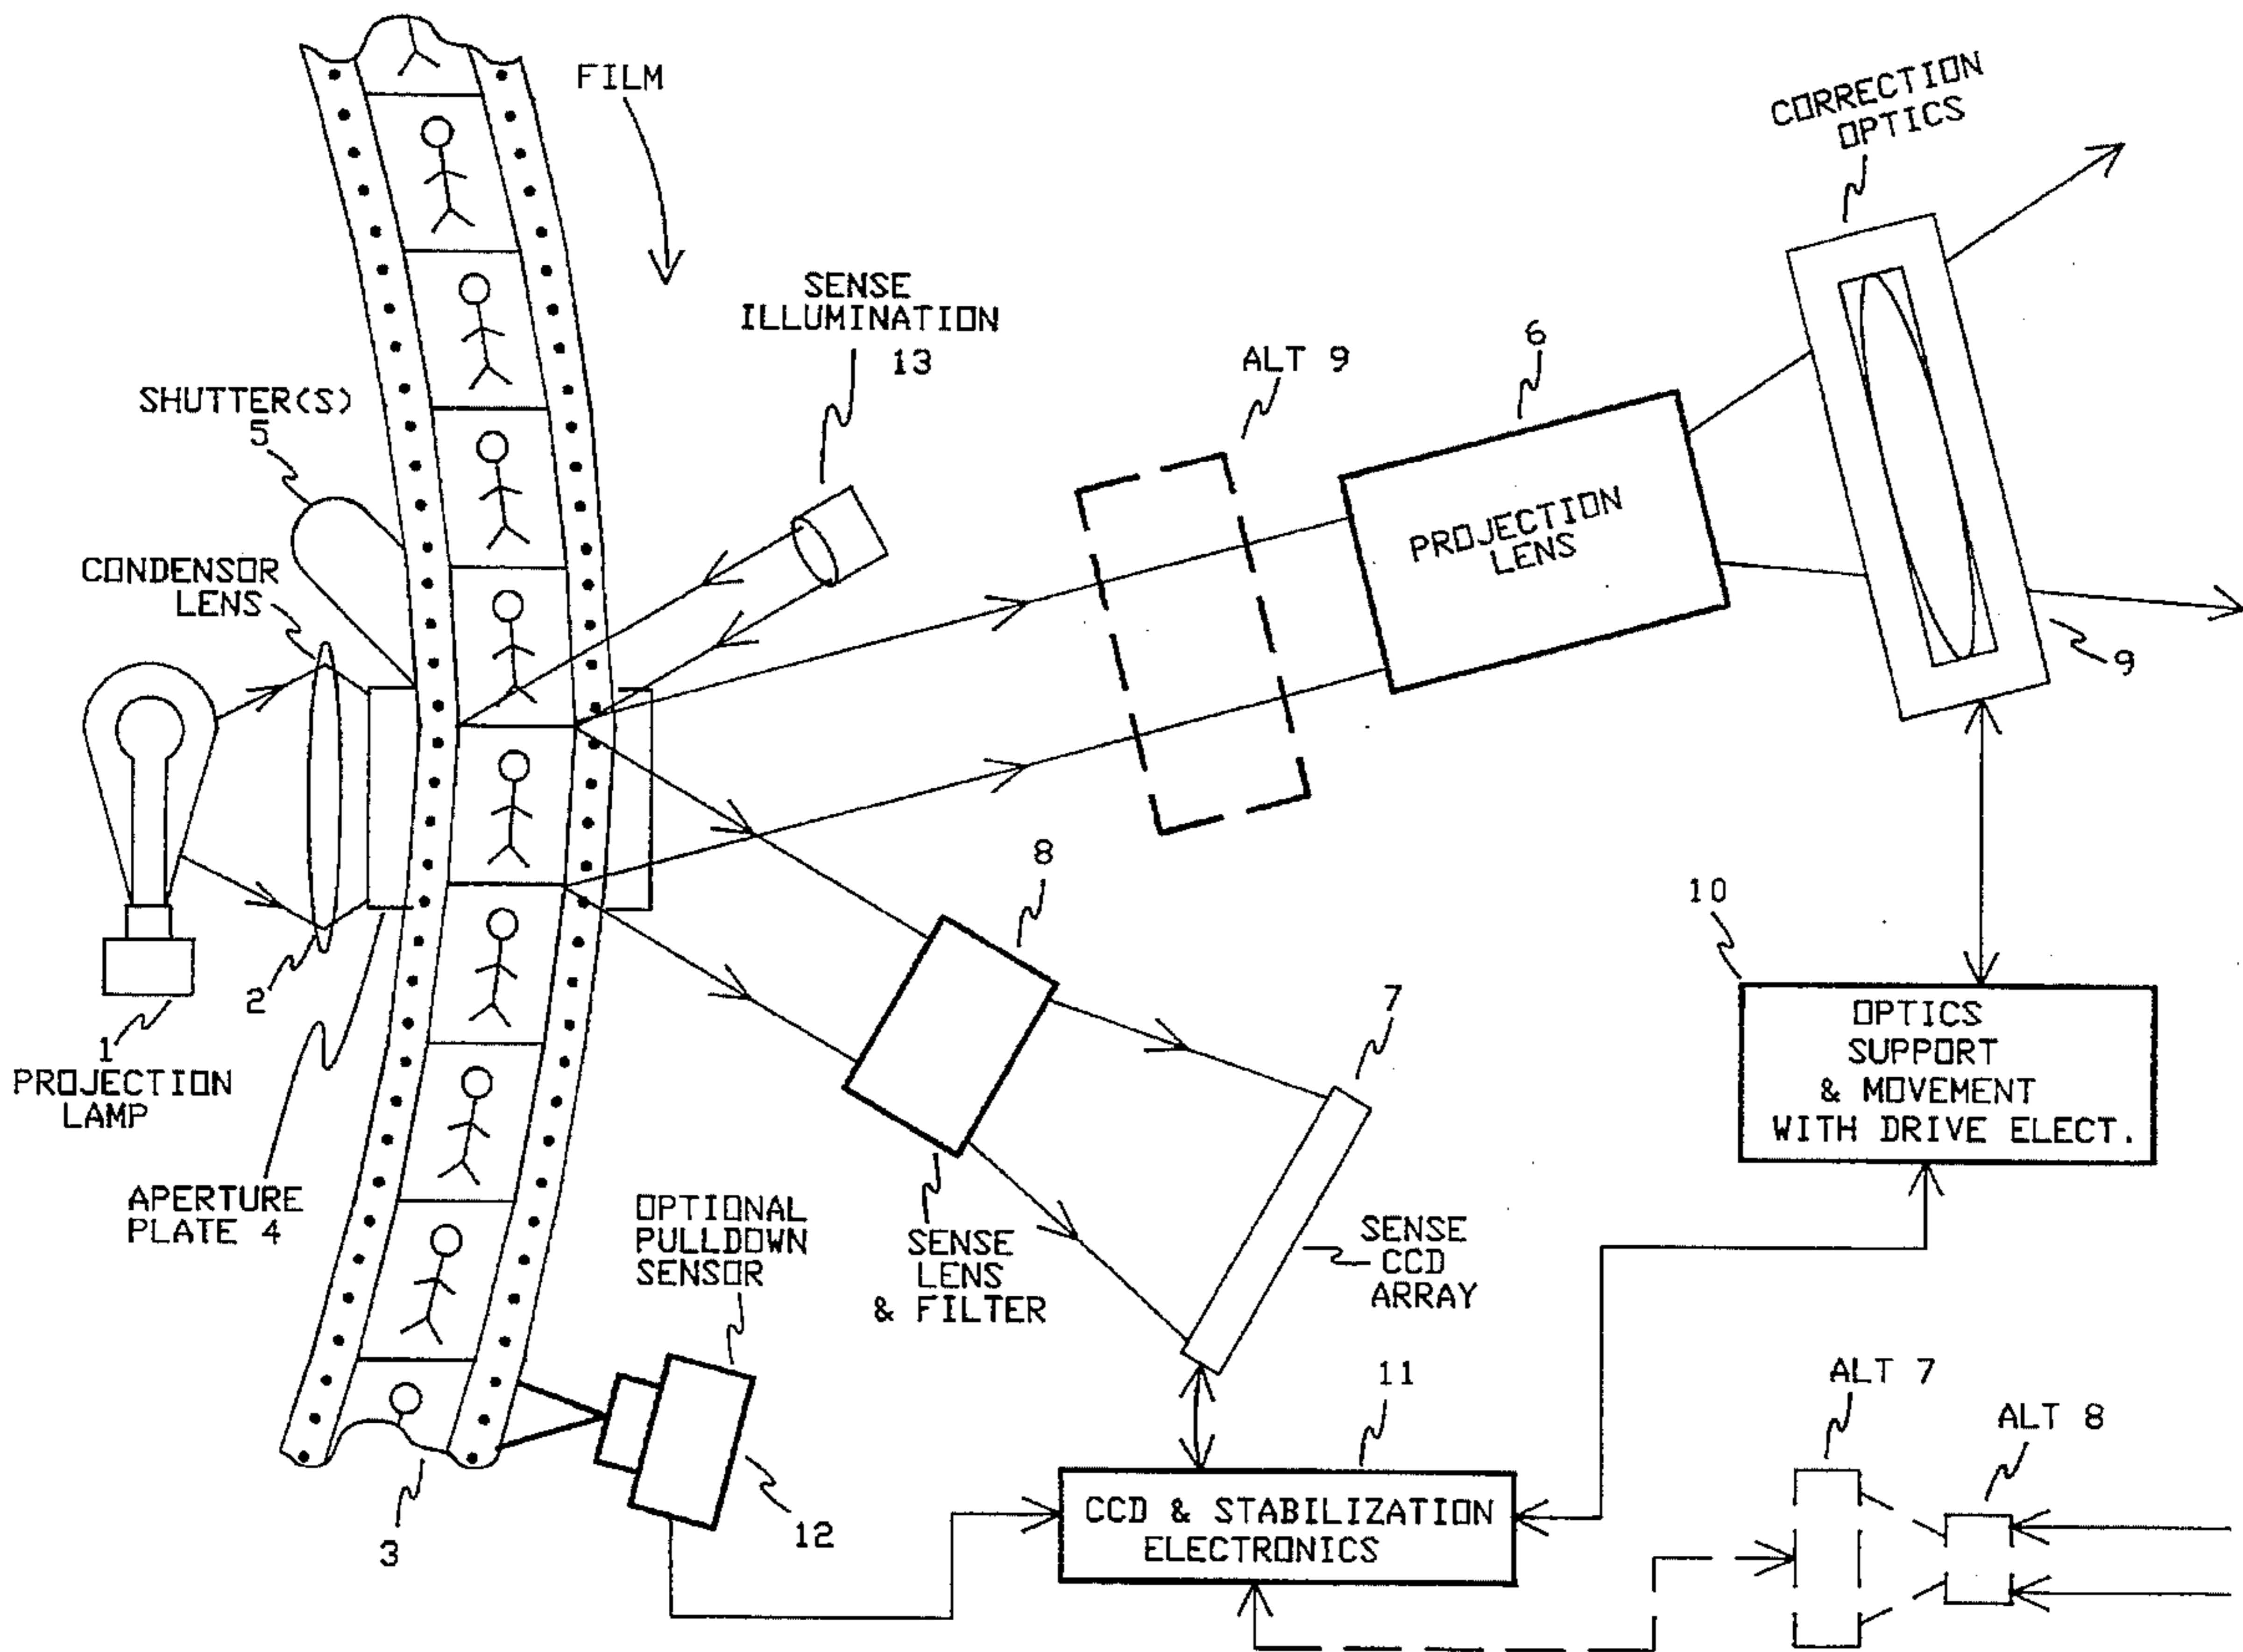 FILM
CORRECTION
OPTICS
SENSE
ILLUMINATION
13
ALT 9
6
SHUTTER(S)
5
CONDENSOR
LENS
PROJECTION
LENS
9
8
10
2
7
1
PROJECTION
LAMP
OPTICS
SUPPORT
& MOVEMENT
WITH DRIVE ELECT.
APERTURE
PLATE 4
OPTIONAL
PULLDOWN
SENSOR
SENSE
LENS
& FILTER
SENSE
CCD
ARRAY
11
ALT 7
ALT 8
12
3
CCD & STABILIZATION
ELECTRONICS